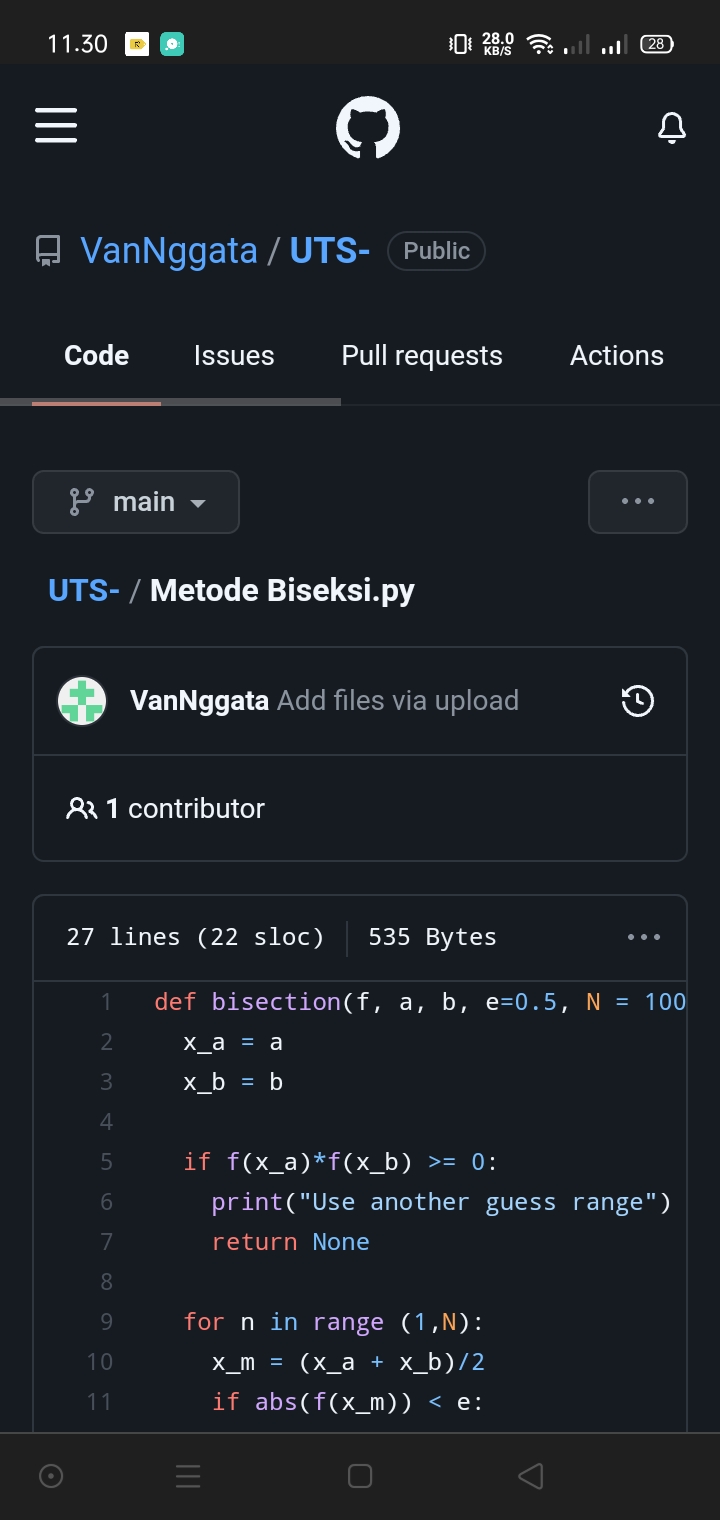 11.30 28.0 KB/S 28
VanNggata / UTS- Public
Code Issues Pull requests Actions
main
UTS- / Metode Biseksi.py
VanNggata Add files via upload
1 contributor
27 lines (22 sloc) 535 Bytes
1 def bisection(f, a, b, e=0.5, N = 100
2 x_a = a
3 x_b = b
4
5 if f(x_a)*f(x_b) >= 0:
6 print("Use another guess range")
7 return None
8
9 for n in range (1,N):
10 x_m = (x_a + x_b)/2
11 if abs(f(x_m)) < e: